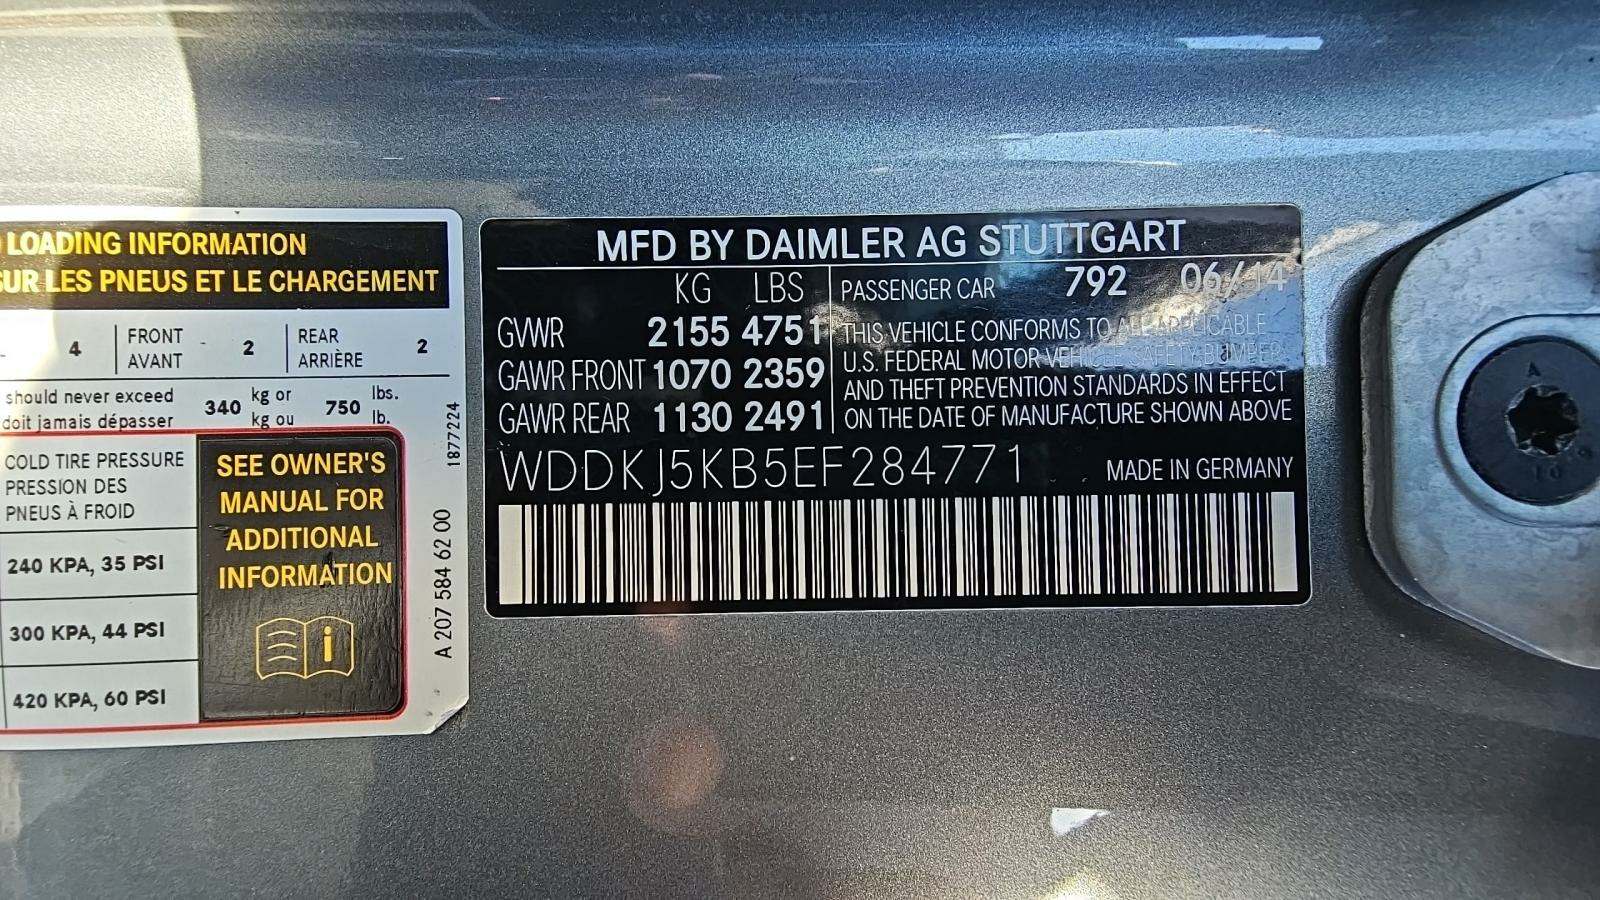 LOADING INFORMATION
SUR LES PNEUS ET LE CHARGEMENT
4
FRONT
AVANT
2
REAR
ARRIÈRE
2
should never exceed
doit jamais dépasser
340
kg or
kg ou
750
lbs.
lb.
COLD TIRE PRESSURE
PRESSION DES
PNEUS À FROID
240 KPA, 35 PSI
300 KPA, 44 PSI
420 KPA, 60 PSI
SEE OWNER'S
MANUAL FOR
ADDITIONAL
INFORMATION
1877224
A 207 584 62 00
MFD BY DAIMLER AG STUTTGART
KG LBS
GVWR 2155 4751
GAWR FRONT 1070 2359
GAWR REAR 1130 2491
PASSENGER CAR 792 06/14
THIS VEHICLE CONFORMS TO ALL APPLICABLE
U.S. FEDERAL MOTOR VEHICLE SAFETY BUMPER
AND THEFT PREVENTION STANDARDS IN EFFECT
ON THE DATE OF MANUFACTURE SHOWN ABOVE
WDDKJ5KB5EF284771
MADE IN GERMANY